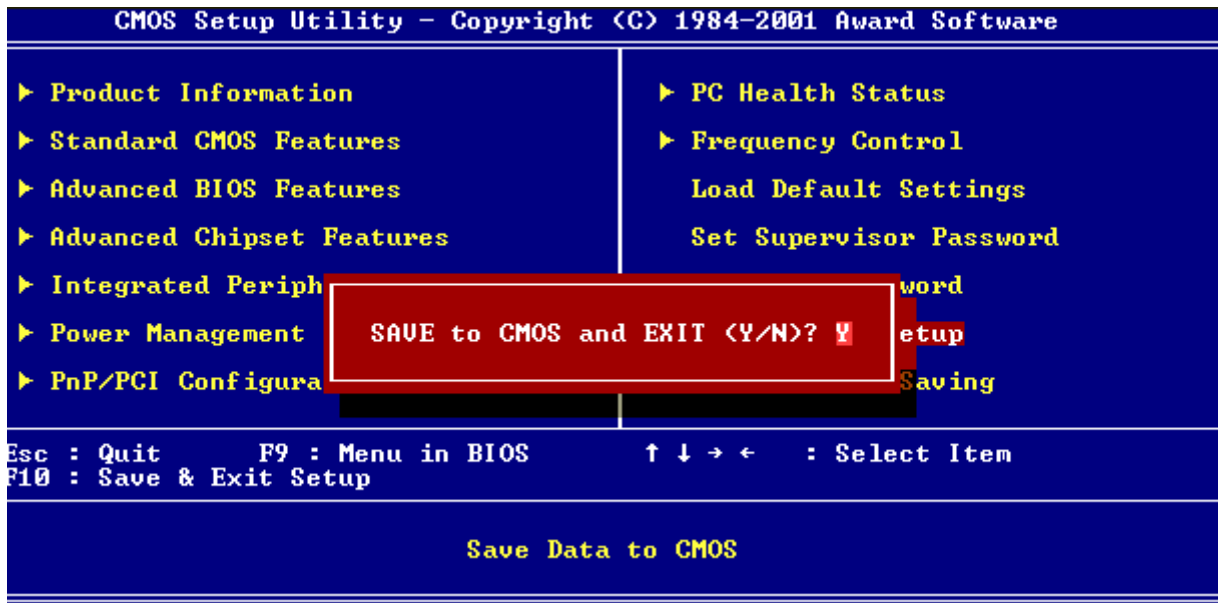 CMOS Setup Utility - Copyright (C) 1984-2001 Award Software
Product Information
Standard CMOS Features
Advanced BIOS Features
Advanced Chipset Features
Integrated Periph
Power Management
PnP/PCI Configura
PC Health Status
Frequency Control
Load Default Settings
Set Supervisor Password
word
etup
Saving
SAVE to CMOS and EXIT (Y/N)? Y
Esc : Quit F9 : Menu in BIOS ↑ ↓ → ← : Select Item
F10 : Save & Exit Setup
Save Data to CMOS